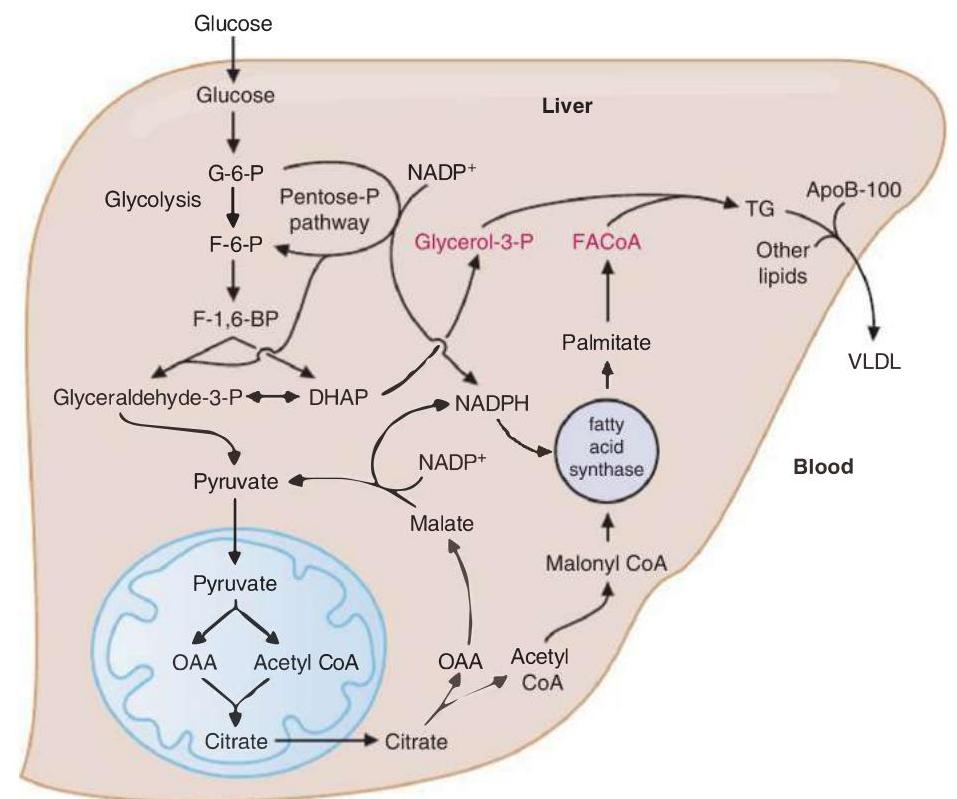 Glucose
Glucose
Liver
G-6-P
NADP+
Glycolysis
Pentose-P
pathway
ApoB-100
TG
F-6-P
Glycerol-3-P
FACoA
Other
lipids
F-1,6-BP
Palmitate
VLDL
Glyceraldehyde-3-P
DHAP
NADPH
fatty
acid
synthase
NADP+
Blood
Pyruvate
Malate
Malonyl CoA
Pyruvate
OAA
Acetyl CoA
OAA
Acetyl
CoA
Citrate
Citrate